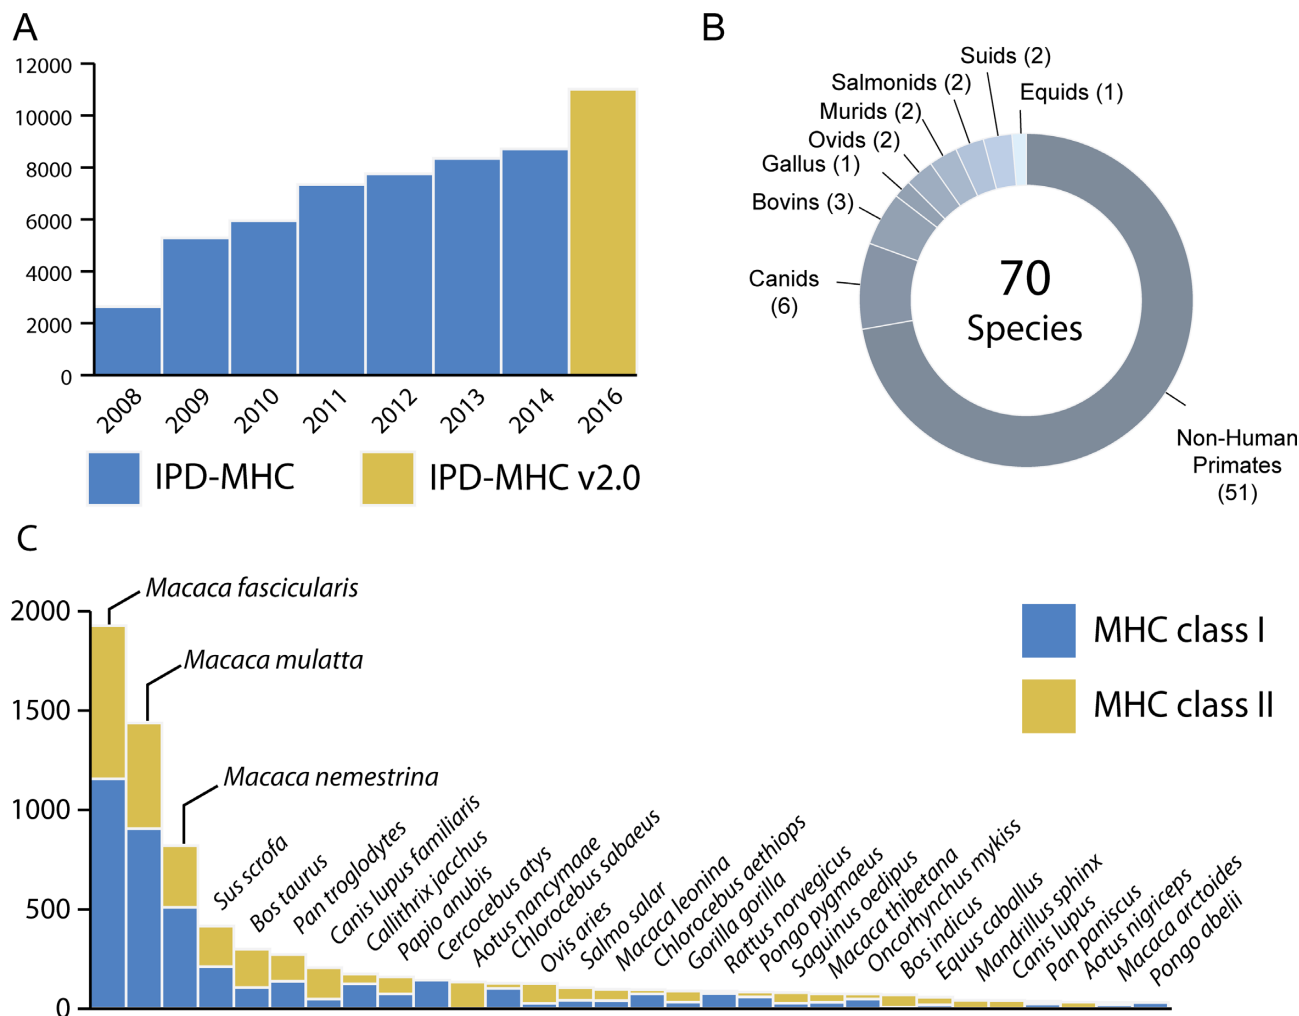 A
12000
10000
8000
6000
4000
2000
0
2008
2009
2010
2011
2012
2013
2014
2016
IPD-MHC
IPD-MHC v2.0
B
Suids (2)
Salmonids (2)
Equids (1)
Murids (2)
Ovids (2)
Gallus (1)
Bovins (3)
Canids
(6)
70
Species
Non-Human
Primates
(51)
C
2000
1500
1000
500
0
Macaca fascicularis
Macaca mulatta
Macaca nemestrina
Sus scrofa
Bos taurus
Pan troglodytes
Canis lupus familiaris
Callithrix jacchus
Papio anubis
Cercocebus atys
Aotus nancymaae
Chlorocebus sabaeus
Ovis aries
Salmo salar
Macaca leonina
Chlorocebus aethiops
Gorilla gorilla
Rattus norvegicus
Pongo pygmaeus
Saguinus oedipus
Macaca thibetana
Oncorhynchus mykiss
Bos indicus
Equus caballus
Mandrillus sphinx
Canis lupus
Pan paniscus
Aotus nigriceps
Macaca arctoides
Pongo abelii
MHC class I
MHC class II